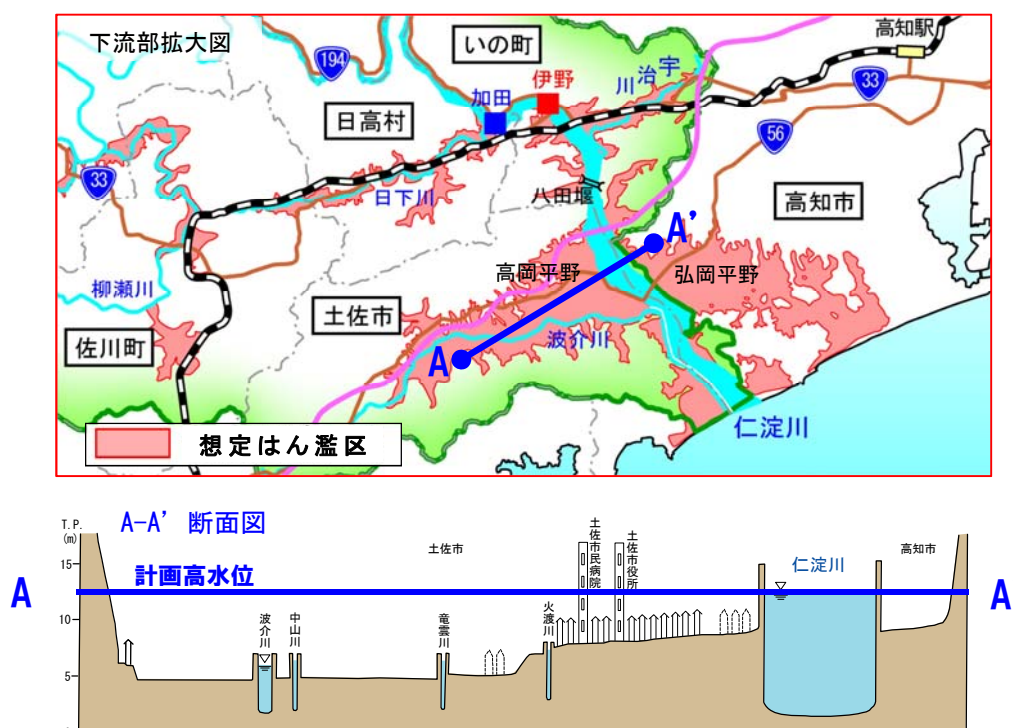 下流部拡大図
194
いの町
高知駅
伊野
宇治川
33
加田
日高村
56
33
日下川
八田堰
高知市
A'
高岡平野
弘岡平野
柳瀬川
土佐市
波介川
佐川町
A
仁淀川
想定はん濫区
A-A' 断面図
T.P.
(m)
土佐市
土佐市民病院
土佐市役所
仁淀川
高知市
15
計画高水位
A
A
波介川
中山川
竜雲川
火渡川
10
5